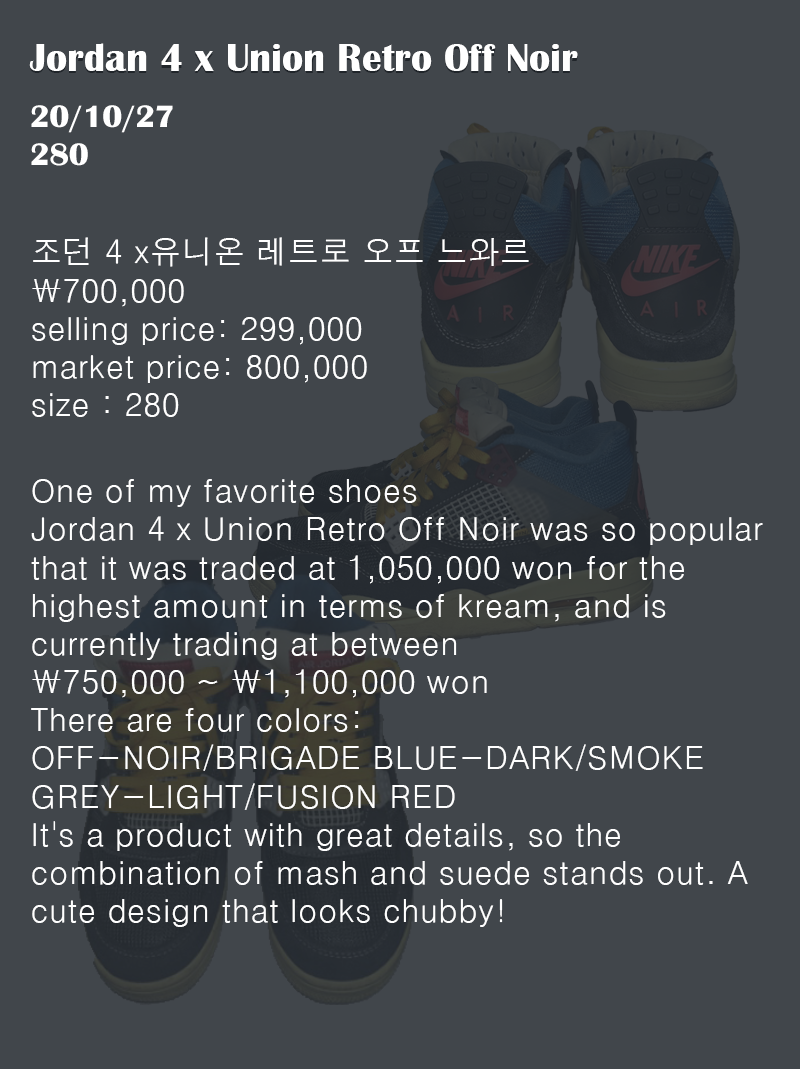 Jordan 4 x Union Retro Off Noir
20/10/27
280
조던 4 x유니온 레트로 오프 느와르
₩700,000
selling price: 299,000
market price: 800,000
size : 280
One of my favorite shoes
Jordan 4 x Union Retro Off Noir was so popular
that it was traded at 1,050,000 won for the
highest amount in terms of kream, and is
currently trading at between
₩750,000 ~ ₩1,100,000 won
There are four colors:
OFF-NOIR/BRIGADE BLUE-DARK/SMOKE
GREY-LIGHT/FUSION RED
It's a product with great details, so the
combination of mash and suede stands out. A
cute design that looks chubby!
NIKE
AIR
NIKE
AIR